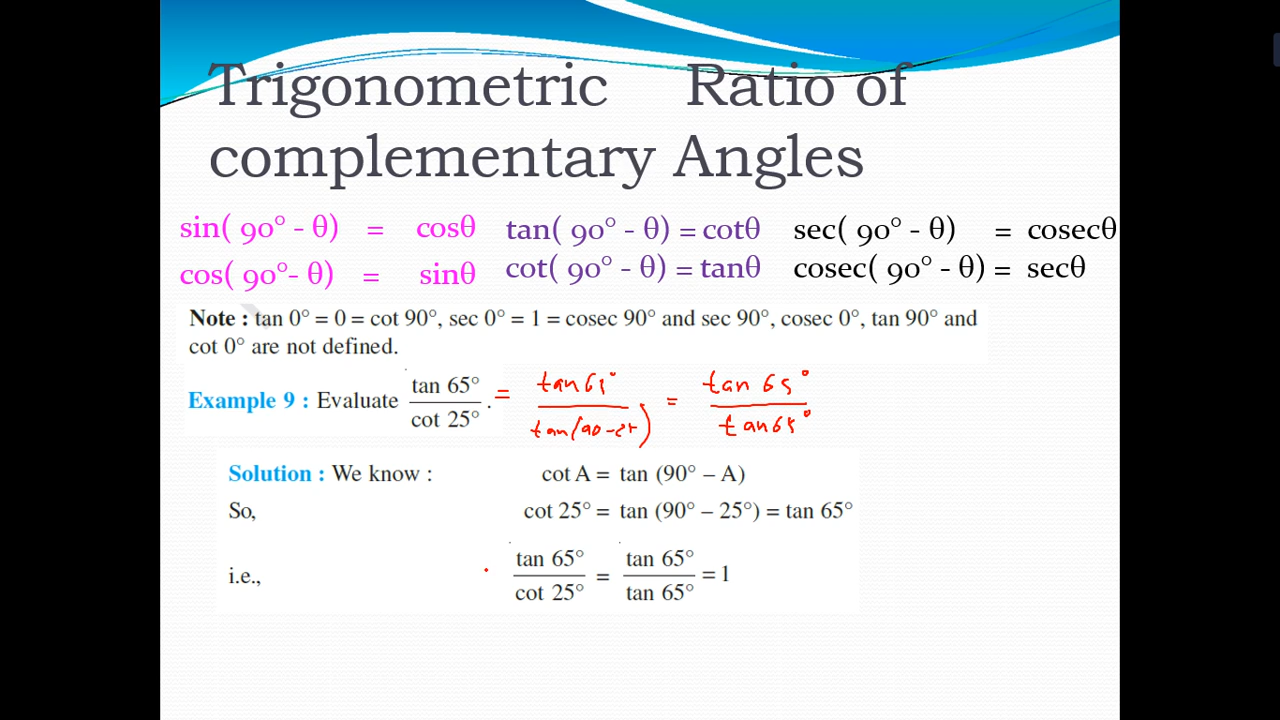 Trigonometric Ratio of
complementary Angles
sin( 90° - θ) = cosθ tan( 90° - θ) = cotθ sec( 90° - θ) = cosecθ
cos( 90°- θ) = sinθ cot( 90° - θ) = tanθ cosec( 90° - θ) = secθ
Note : tan 0° = 0 = cot 90°, sec 0° = 1 = cosec 90° and sec 90°, cosec 0°, tan 90° and
cot 0° are not defined.
Example 9 : Evaluate tan 65° / cot 25° . = tan 65° / tan(90-25) = tan 65° / tan 65°
Solution : We know : cot A = tan (90° – A)
So, cot 25° = tan (90° – 25°) = tan 65°
i.e., tan 65° / cot 25° = tan 65° / tan 65° = 1